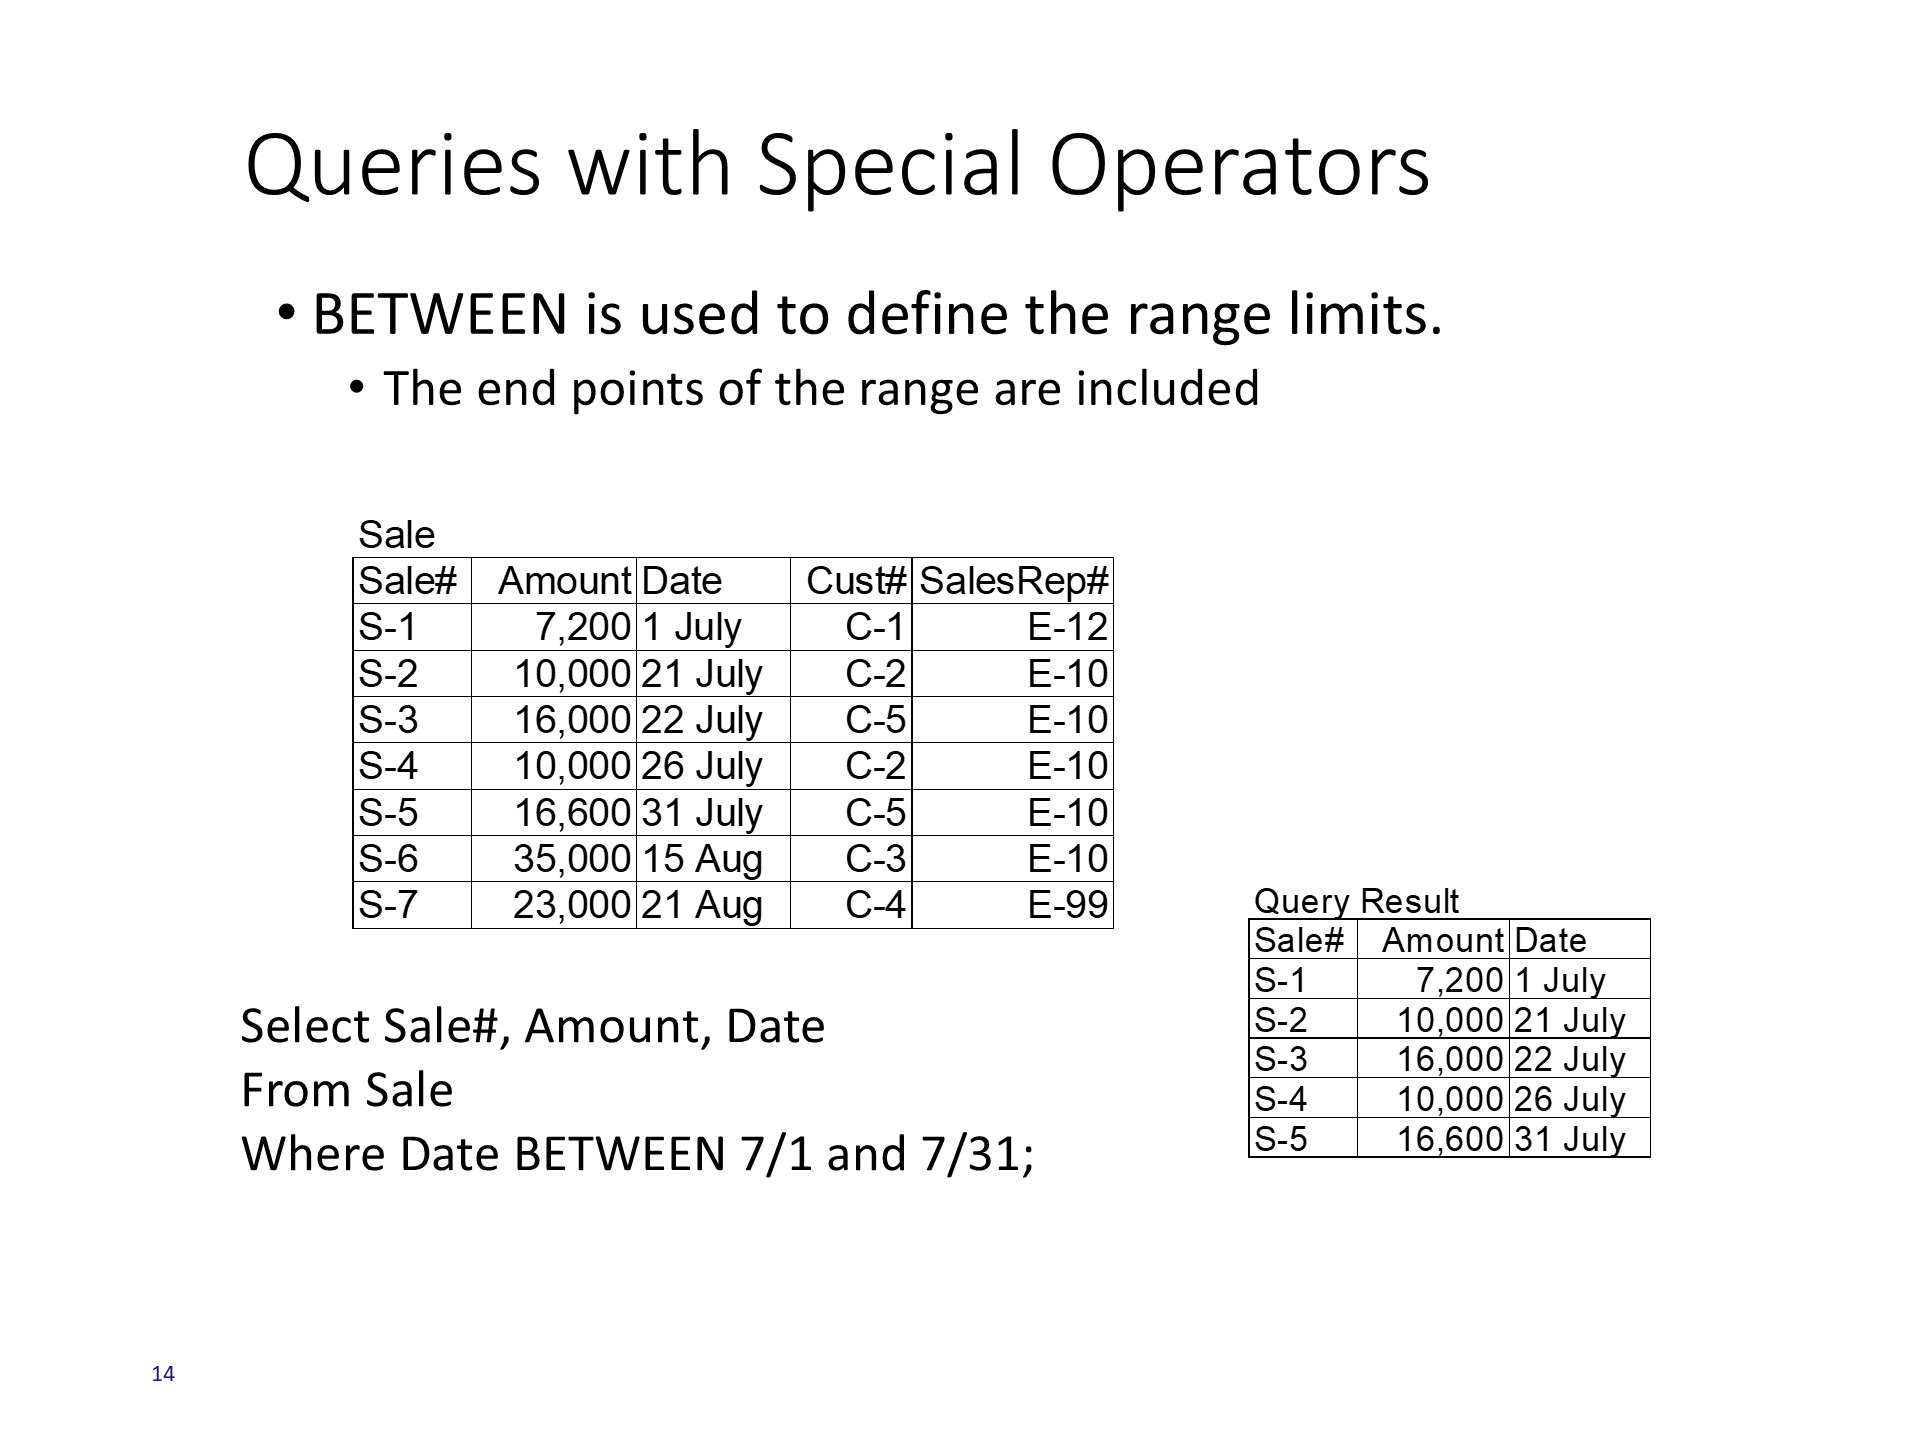 Queries with Special Operators
• BETWEEN is used to define the range limits.
• The end points of the range are included
Sale
Sale# Amount Date Cust# SalesRep#
S-1 7,200 1 July C-1 E-12
S-2 10,000 21 July C-2 E-10
S-3 16,000 22 July C-5 E-10
S-4 10,000 26 July C-2 E-10
S-5 16,600 31 July C-5 E-10
S-6 35,000 15 Aug C-3 E-10
S-7 23,000 21 Aug C-4 E-99
Select Sale#, Amount, Date
From Sale
Where Date BETWEEN 7/1 and 7/31;
Query Result
Sale# Amount Date
S-1 7,200 1 July
S-2 10,000 21 July
S-3 16,000 22 July
S-4 10,000 26 July
S-5 16,600 31 July
14